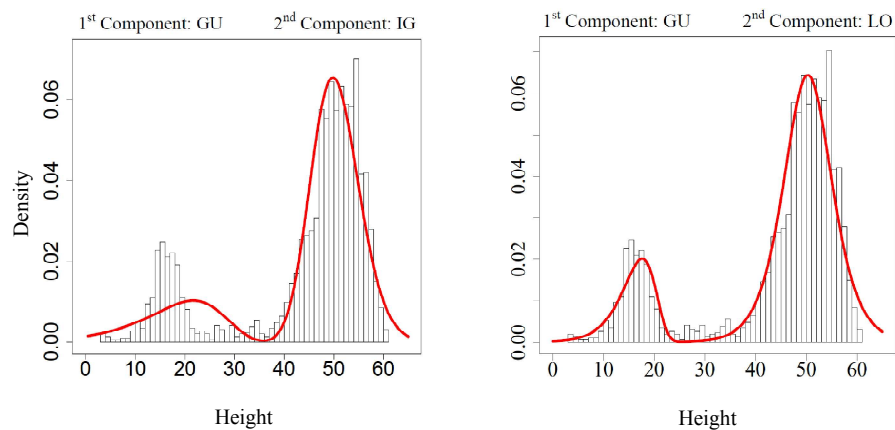 1st Component: GU 2nd Component: IG
Density
0.00 0.02 0.04 0.06
0 10 20 30 40 50 60
Height
1st Component: GU 2nd Component: LO
0.00 0.02 0.04 0.06
0 10 20 30 40 50 60
Height